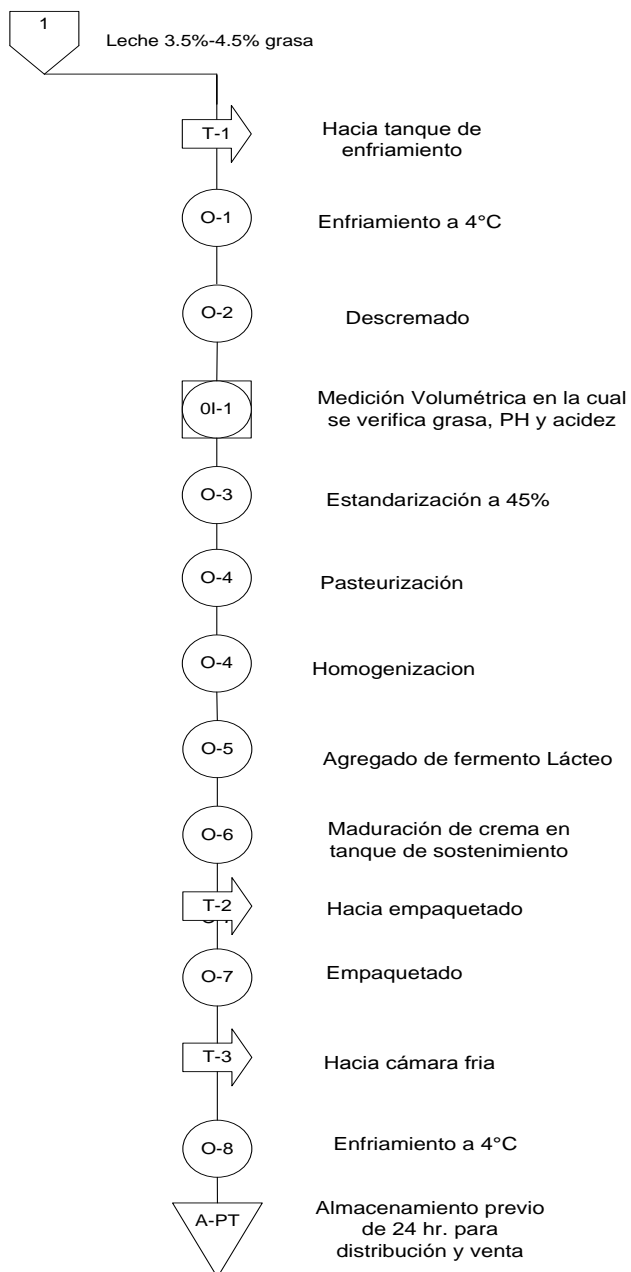 1
Leche 3.5%-4.5% grasa
T-1
Hacia tanque de
enfriamiento
O-1
Enfriamiento a 4°C
O-2
Descremado
0I-1
Medición Volumétrica en la cual
se verifica grasa, PH y acidez
O-3
Estandarización a 45%
O-4
Pasteurización
O-4
Homogenizacion
O-5
Agregado de fermento Lácteo
O-6
Maduración de crema en
tanque de sostenimiento
T-2
Hacia empaquetado
O-7
Empaquetado
T-3
Hacia cámara fria
O-8
Enfriamiento a 4°C
A-PT
Almacenamiento previo
de 24 hr. para
distribución y venta